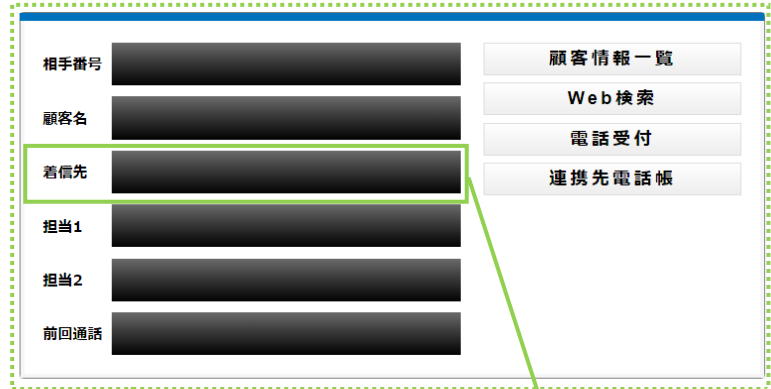 相手番号
顧客名
着信先
担当1
担当2
前回通話
顧客情報一覧
Web検索
電話受付
連携先電話帳